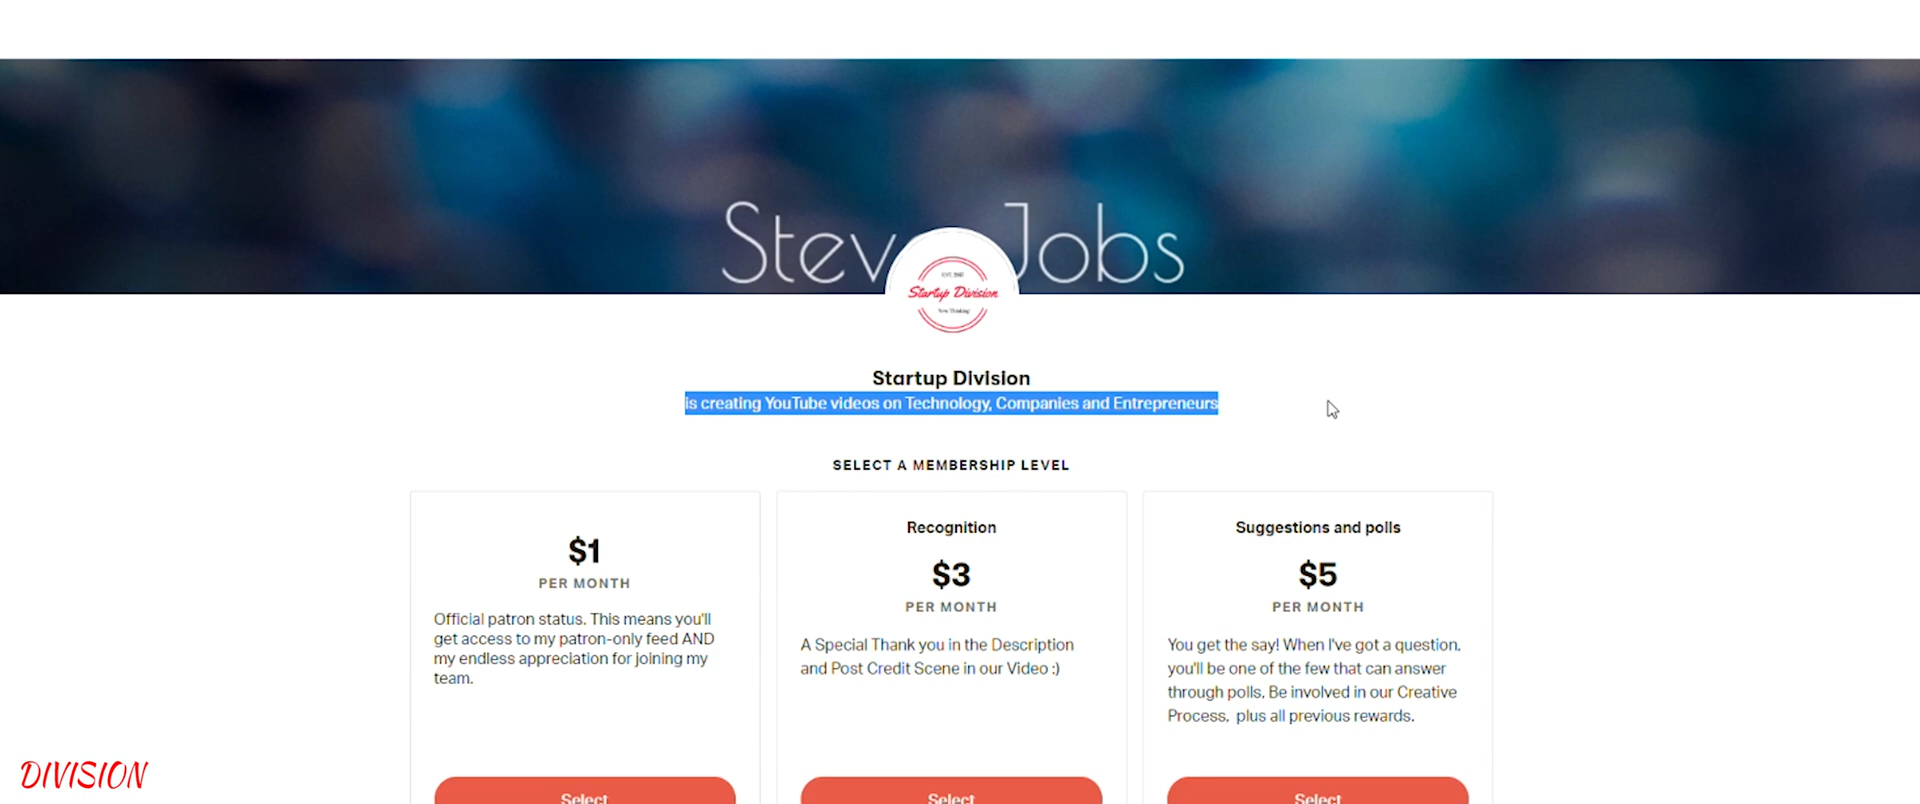 Stev Jobs
EST. 2017
Startup Division
New Thinking
Startup Division
is creating YouTube videos on Technology, Companies and Entrepreneurs
SELECT A MEMBERSHIP LEVEL
$1
PER MONTH
Official patron status. This means you'll
get access to my patron-only feed AND
my endless appreciation for joining my
team.
Select
Recognition
$3
PER MONTH
A Special Thank you in the Description
and Post Credit Scene in our Video :)
Select
Suggestions and polls
$5
PER MONTH
You get the say! When I've got a question,
you'll be one of the few that can answer
through polls, Be involved in our Creative
Process, plus all previous rewards.
Select
DIVISION